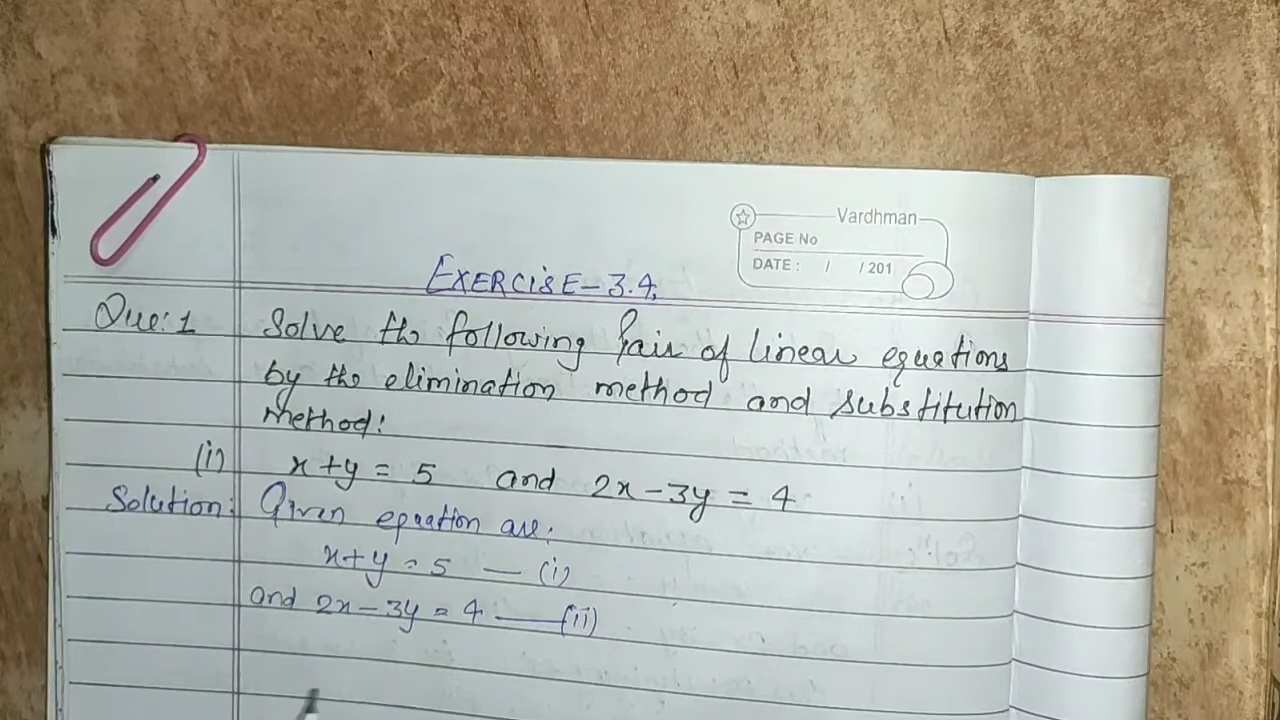 Vardhman
PAGE No
DATE : / / 201
EXERCISE-3.4.
Que:1 Solve the following Pair of linear equations
by the elimination method and substitution
method:
(i) x+y = 5 and 2x-3y = 4
Solution: Given equation are:
x+y = 5 — (i)
and 2x-3y = 4 — (ii)